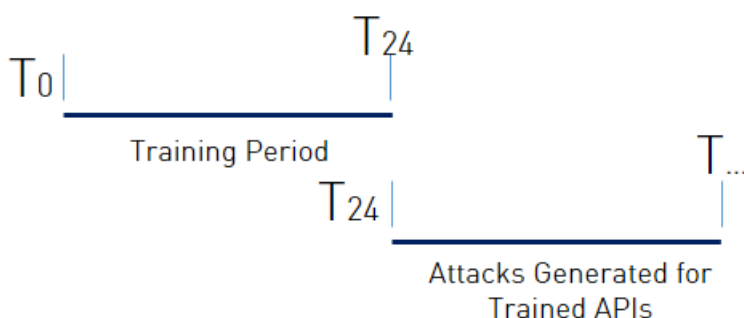 T24
T0
Training Period
T...
T24
Attacks Generated for
Trained APIs